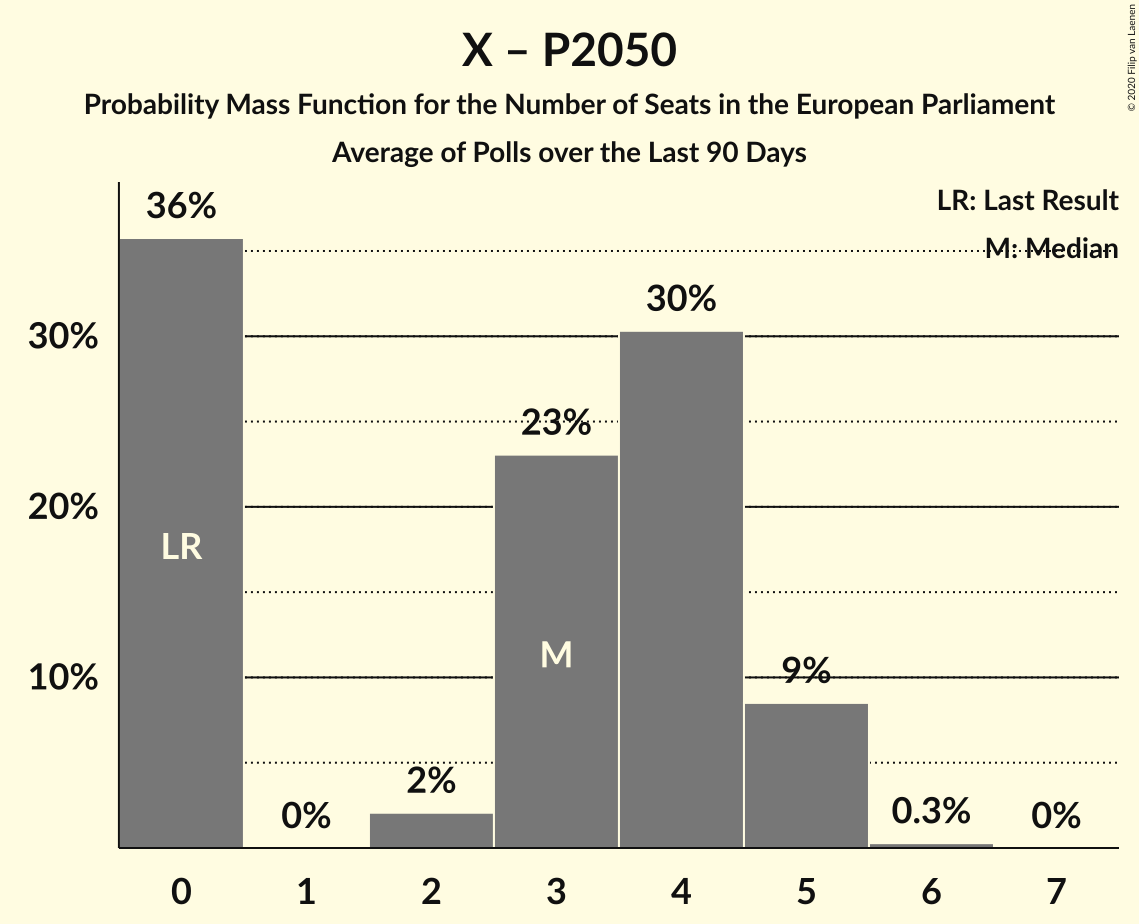 X – P2050
Probability Mass Function for the Number of Seats in the European Parliament
Average of Polls over the Last 90 Days
© 2020 Filip van Laenen
LR: Last Result
M: Median
36%
30%
30%
23%
20%
LR
M
10%
9%
2%
0%
0.3%
0%
0 1 2 3 4 5 6 7